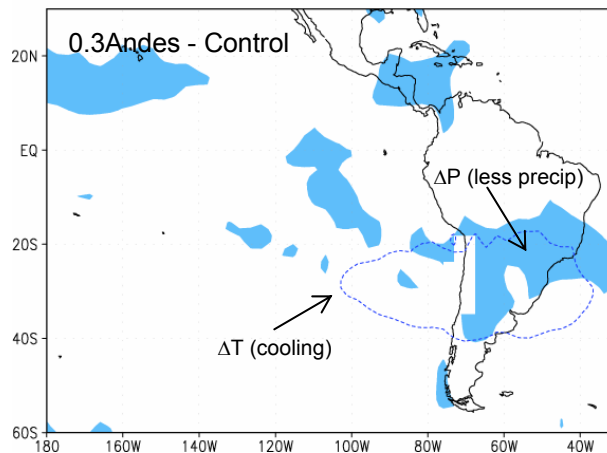 0.3Andes - Control
20N
EQ
ΔP (less precip)
20S
40S
ΔT (cooling)
60S
180 160W 140W 120W 100W 80W 60W 40W